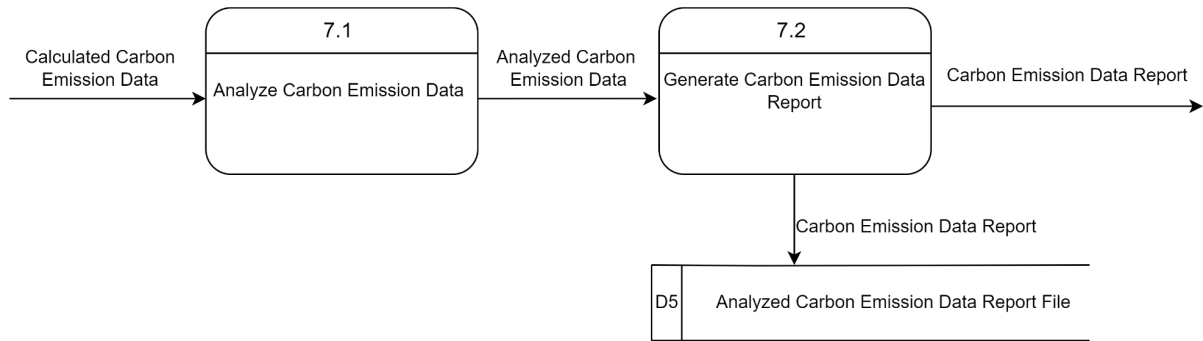 7.1
Calculated Carbon
Emission Data
Analyze Carbon Emission Data
Analyzed Carbon
Emission Data
7.2
Generate Carbon Emission Data
Report
Carbon Emission Data Report
Carbon Emission Data Report
D5
Analyzed Carbon Emission Data Report File